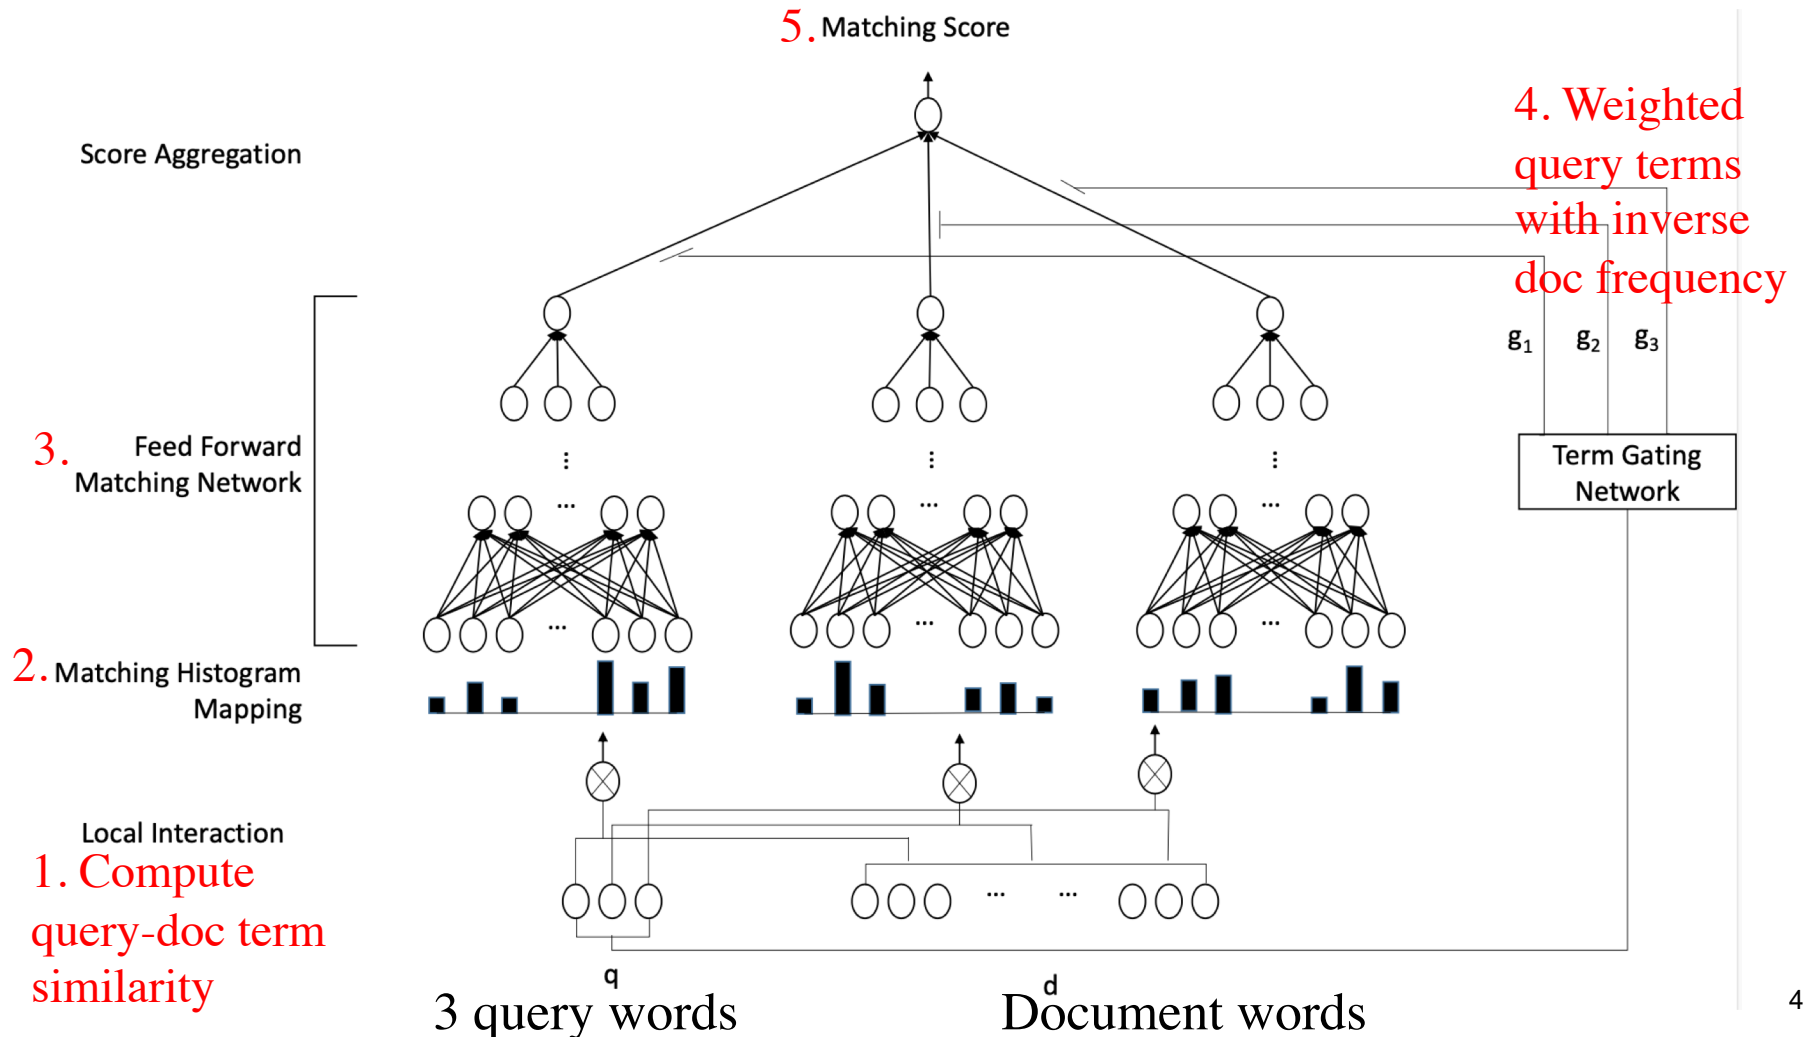 5. Matching Score
4. Weighted
query terms
with inverse
doc frequency
Score Aggregation
g1 g2 g3
3. Feed Forward
Matching Network
...
Term Gating
Network
... ... ...
... ... ...
2. Matching Histogram
Mapping
Local Interaction
1. Compute
query-doc term
similarity
... ...
q
d
3 query words
Document words
4